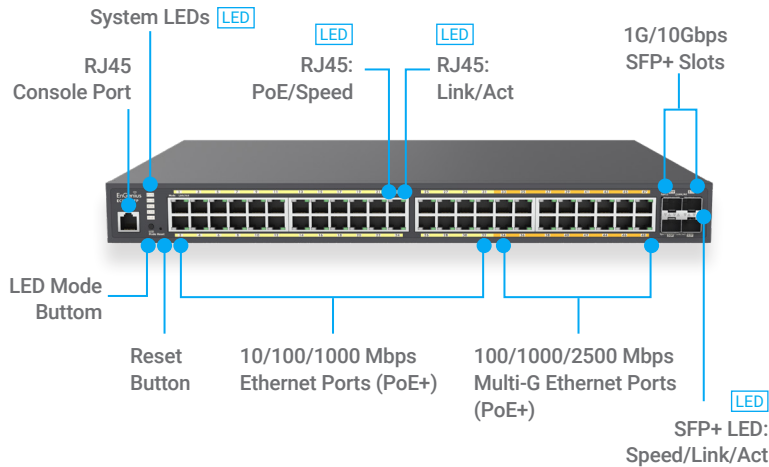 System LEDs LED
LED
LED
1G/10Gbps
SFP+ Slots
RJ45
Console Port
RJ45:
PoE/Speed
RJ45:
Link/Act
EnGenius
LED Mode
Buttom
Reset
Button
10/100/1000 Mbps
Ethernet Ports (PoE+)
100/1000/2500 Mbps
Multi-G Ethernet Ports
(PoE+)
LED
SFP+ LED:
Speed/Link/Act